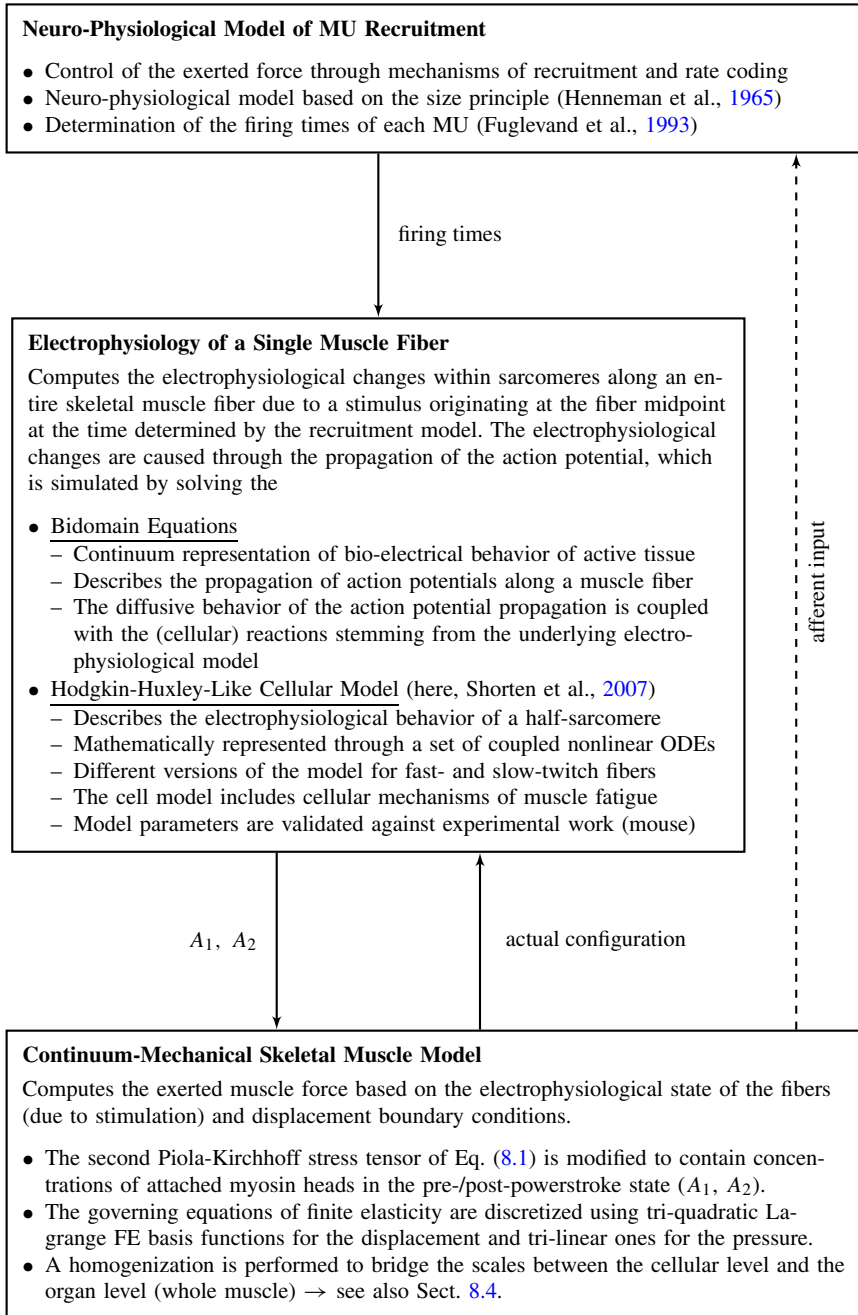 Neuro-Physiological Model of MU Recruitment
• Control of the exerted force through mechanisms of recruitment and rate coding
• Neuro-physiological model based on the size principle (Henneman et al., 1965)
• Determination of the firing times of each MU (Fuglevand et al., 1993)
firing times
Electrophysiology of a Single Muscle Fiber
Computes the electrophysiological changes within sarcomeres along an en-
tire skeletal muscle fiber due to a stimulus originating at the fiber midpoint
at the time determined by the recruitment model. The electrophysiological
changes are caused through the propagation of the action potential, which
is simulated by solving the
• Bidomain Equations
– Continuum representation of bio-electrical behavior of active tissue
– Describes the propagation of action potentials along a muscle fiber
– The diffusive behavior of the action potential propagation is coupled
with the (cellular) reactions stemming from the underlying electro-
physiological model
• Hodgkin-Huxley-Like Cellular Model (here, Shorten et al., 2007)
– Describes the electrophysiological behavior of a half-sarcomere
– Mathematically represented through a set of coupled nonlinear ODEs
– Different versions of the model for fast- and slow-twitch fibers
– The cell model includes cellular mechanisms of muscle fatigue
– Model parameters are validated against experimental work (mouse)
afferent input
A₁, A₂
actual configuration
Continuum-Mechanical Skeletal Muscle Model
Computes the exerted muscle force based on the electrophysiological state of the fibers
(due to stimulation) and displacement boundary conditions.
• The second Piola-Kirchhoff stress tensor of Eq. (8.1) is modified to contain concen-
trations of attached myosin heads in the pre-/post-powerstroke state (A₁, A₂).
• The governing equations of finite elasticity are discretized using tri-quadratic La-
grange FE basis functions for the displacement and tri-linear ones for the pressure.
• A homogenization is performed to bridge the scales between the cellular level and the
organ level (whole muscle) → see also Sect. 8.4.